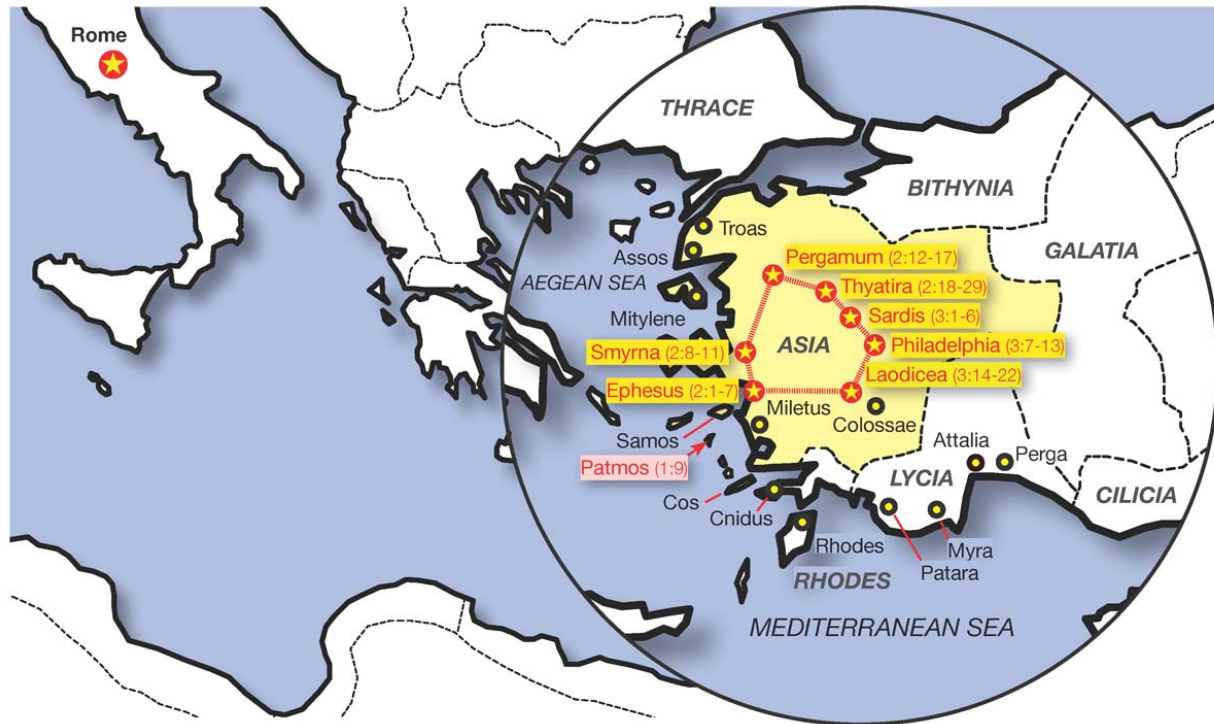 Rome
THRACE
BITHYNIA
GALATIA
Troas
Assos
Pergamum (2:12-17)
AEGEAN SEA
Thyatira (2:18-29)
Mitylene
Sardis (3:1-6)
ASIA
Smyrna (2:8-11)
Philadelphia (3:7-13)
Ephesus (2:1-7)
Laodicea (3:14-22)
Miletus
Colossae
Samos
Patmos (1:9)
Attalia
Perga
LYCIA
CILICIA
Cos
Cnidus
Rhodes
Myra
Patara
RHODES
MEDITERRANEAN SEA